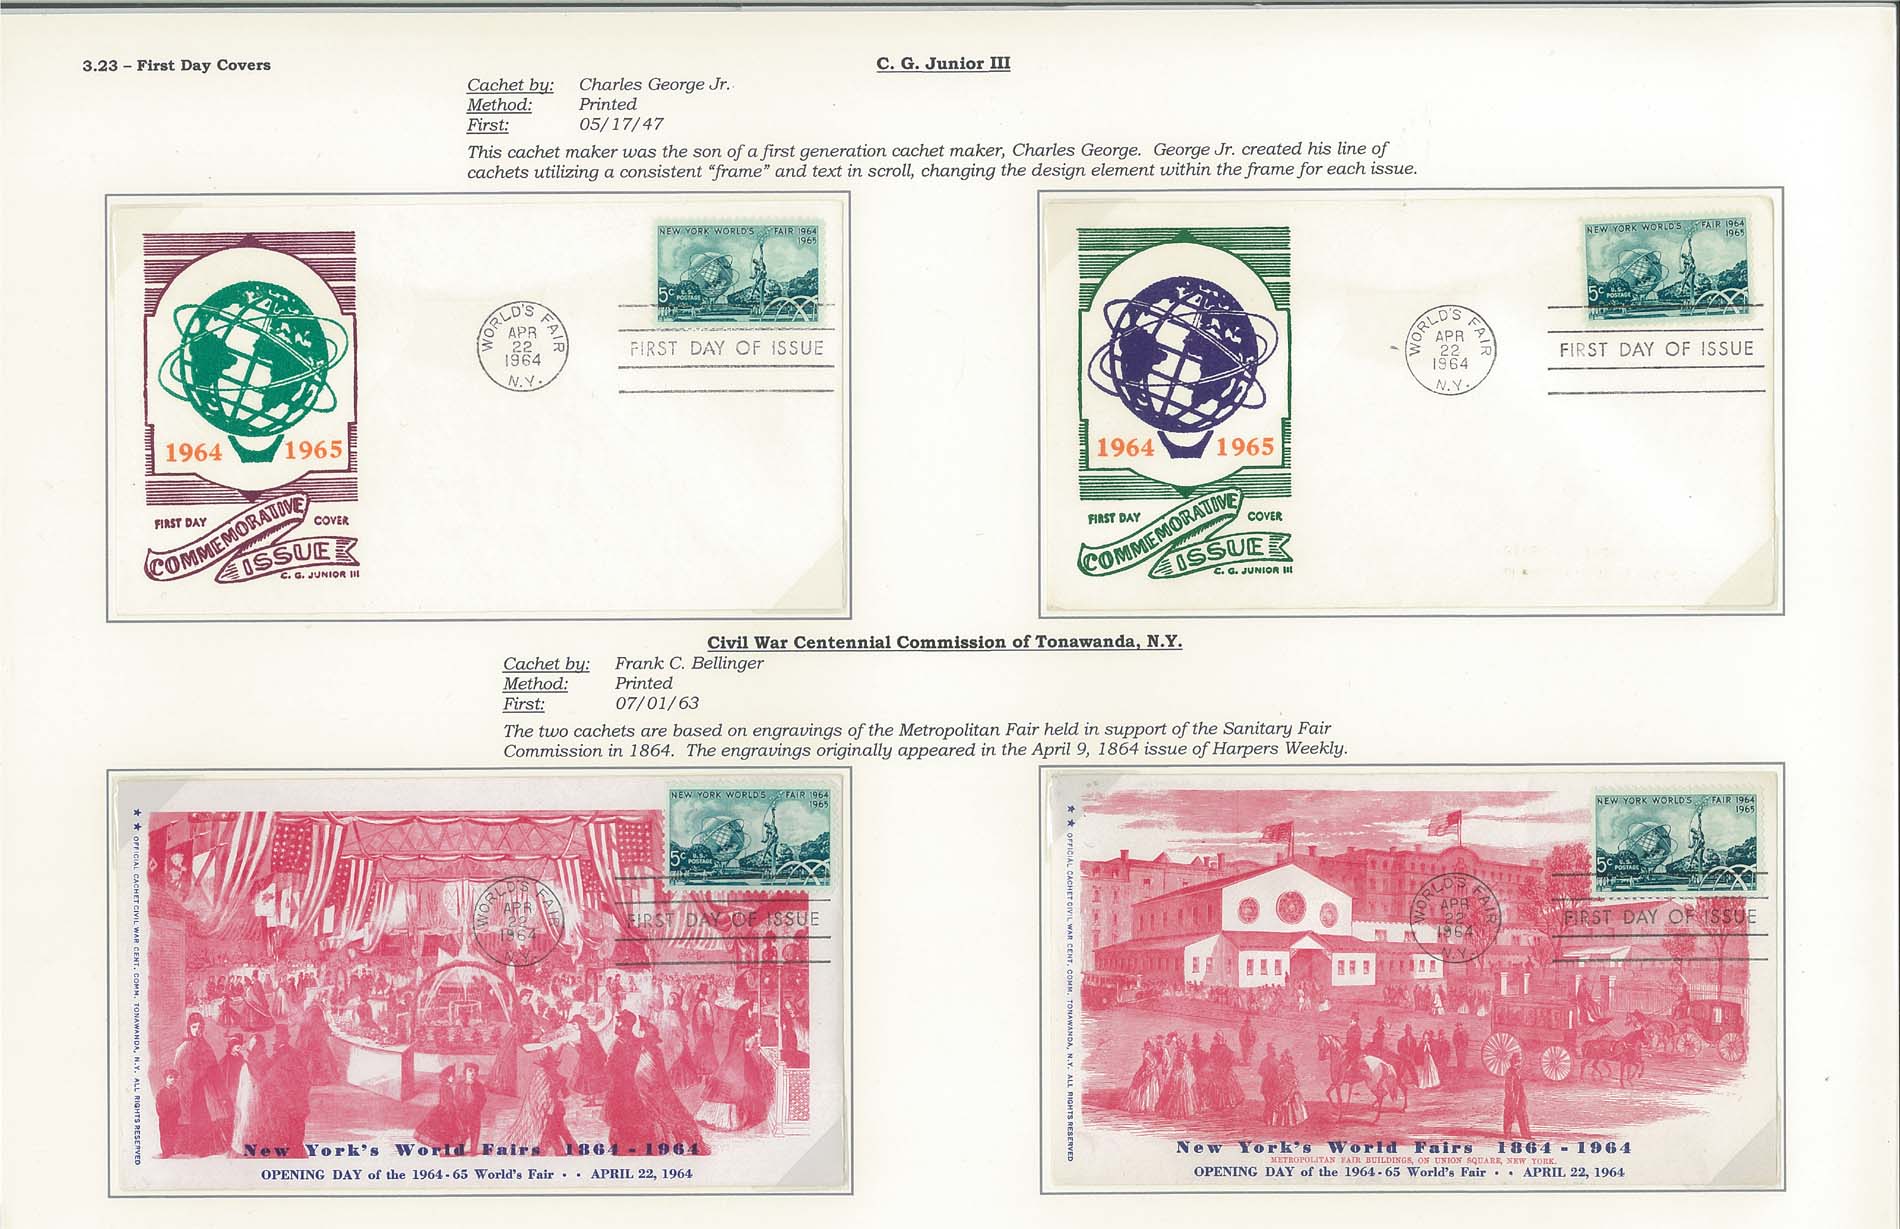 3.23 – First Day Covers
C. G. Junior III
Cachet by: Charles George Jr.
Method: Printed
First: 05/17/47
This cachet maker was the son of a first generation cachet maker, Charles George. George Jr. created his line of
cachets utilizing a consistent “frame” and text in scroll, changing the design element within the frame for each issue.
1964 1965
FIRST DAY COVER
COMMEMORATIVE
ISSUE
C. G. JUNIOR III
WORLD'S FAIR
APR
22
1964
N.Y.
NEW YORK WORLD'S FAIR 1964
1965
5c
POSTAGE
FIRST DAY OF ISSUE
1964 1965
FIRST DAY COVER
COMMEMORATIVE
ISSUE
C. G. JUNIOR III
WORLD'S FAIR
APR
22
1964
N.Y.
NEW YORK WORLD'S FAIR 1964
1965
5c
POSTAGE
FIRST DAY OF ISSUE
Civil War Centennial Commission of Tonawanda, N.Y.
Cachet by: Frank C. Bellinger
Method: Printed
First: 07/01/63
The two cachets are based on engravings of the Metropolitan Fair held in support of the Sanitary Fair
Commission in 1864. The engravings originally appeared in the April 9, 1864 issue of Harpers Weekly.
★ ★ OFFICIAL CACHET CIVIL WAR CENT. COMM. TONAWANDA, N.Y. ALL RIGHTS RESERVED
NEW YORK WORLD'S FAIR 1964
1965
5c
U.S.
POSTAGE
WORLD'S FAIR
APR
22
1964
N.Y.
FIRST DAY OF ISSUE
New York's World Fairs 1864 - 1964
OPENING DAY of the 1964-65 World's Fair • • APRIL 22, 1964
★ ★ OFFICIAL CACHET CIVIL WAR CENT. COMM. TONAWANDA, N.Y. ALL RIGHTS RESERVED
NEW YORK WORLD'S FAIR 1964
1965
5c
U.S.
POSTAGE
WORLD'S FAIR
APR
22
1964
N.Y.
FIRST DAY OF ISSUE
New York's World Fairs 1864 - 1964
METROPOLITAN FAIR BUILDINGS, ON UNION SQUARE, NEW YORK.
OPENING DAY of the 1964-65 World's Fair • • APRIL 22, 1964